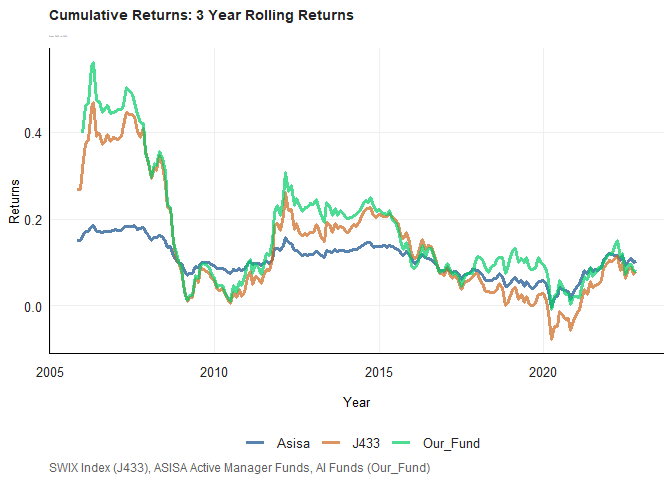 Cumulative Returns: 3 Year Rolling Returns
0.4
0.2
0.0
Returns
2005 2010 2015 2020
Year
Asisa J433 Our_Fund
SWIX Index (J433), ASISA Active Manager Funds, AI Funds (Our_Fund)